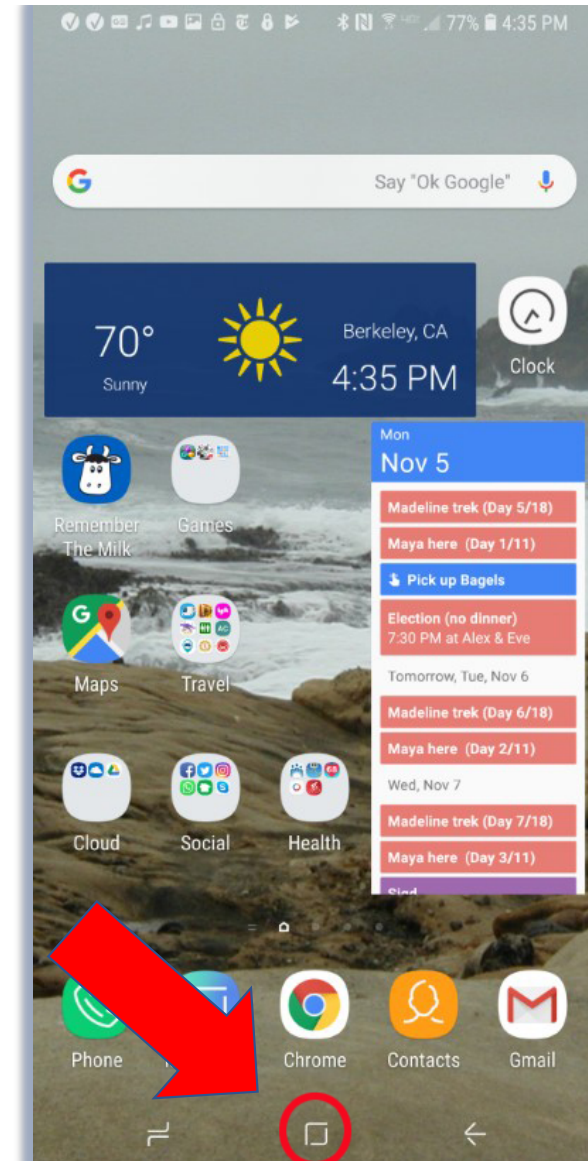 77% 4:35 PM
Say "Ok Google"
70°
Sunny
Berkeley, CA
4:35 PM
Clock
Mon
Nov 5
Madeline trek (Day 5/18)
Maya here (Day 1/11)
Pick up Bagels
Election (no dinner)
7:30 PM at Alex & Eve
Tomorrow, Tue, Nov 6
Madeline trek (Day 6/18)
Maya here (Day 2/11)
Wed, Nov 7
Madeline trek (Day 7/18)
Maya here (Day 3/11)
Remember
The Milk
Games
Maps
Travel
Cloud
Social
Health
Phone
Chrome
Contacts
Gmail